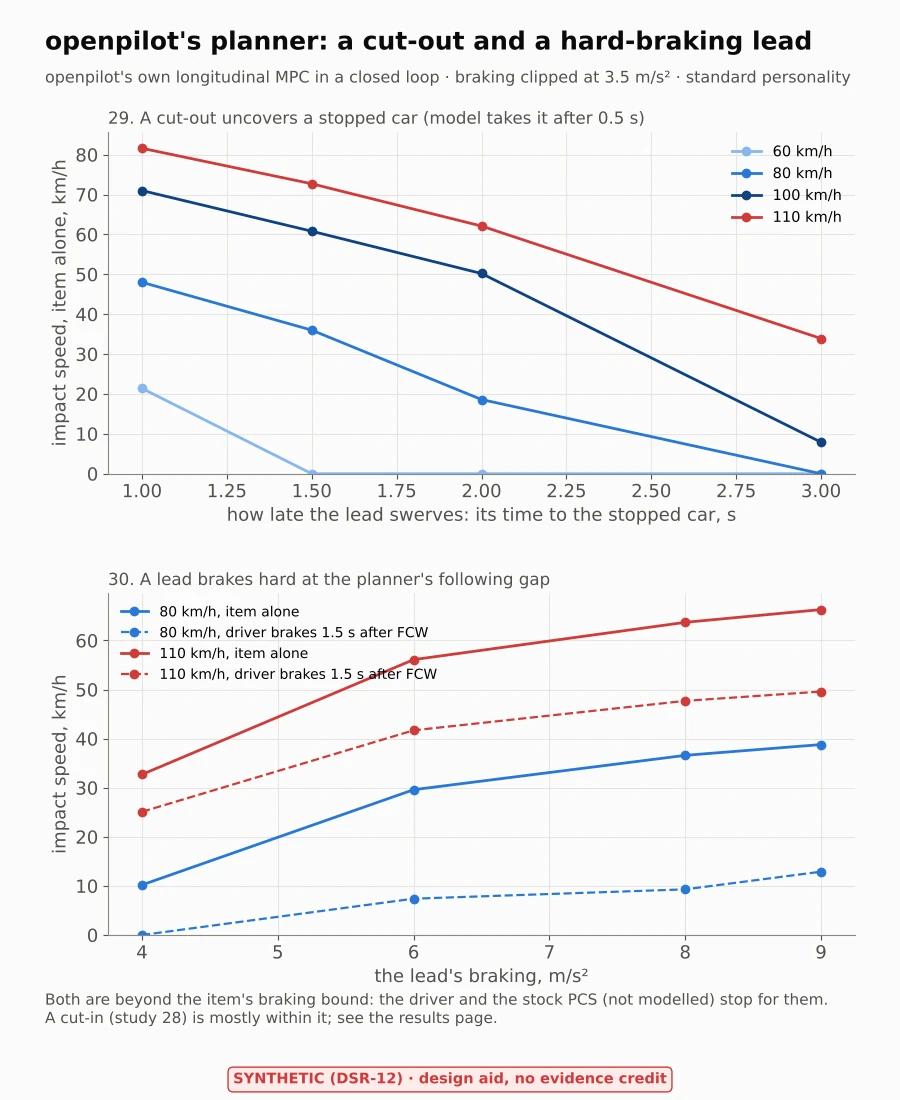 openpilot's planner: a cut-out and a hard-braking lead
openpilot's own longitudinal MPC in a closed loop · braking clipped at 3.5 m/s² · standard personality
29. A cut-out uncovers a stopped car (model takes it after 0.5 s)
impact speed, item alone, km/h
80
70
60
50
40
30
20
10
0
60 km/h
80 km/h
100 km/h
110 km/h
1.00 1.25 1.50 1.75 2.00 2.25 2.50 2.75 3.00
how late the lead swerves: its time to the stopped car, s
30. A lead brakes hard at the planner's following gap
impact speed, km/h
60
50
40
30
20
10
0
80 km/h, item alone
80 km/h, driver brakes 1.5 s after FCW
110 km/h, item alone
110 km/h, driver brakes 1.5 s after FCW
4 5 6 7 8 9
the lead's braking, m/s²
Both are beyond the item's braking bound: the driver and the stock PCS (not modelled) stop for them.
A cut-in (study 28) is mostly within it; see the results page.
SYNTHETIC (DSR-12) · design aid, no evidence credit